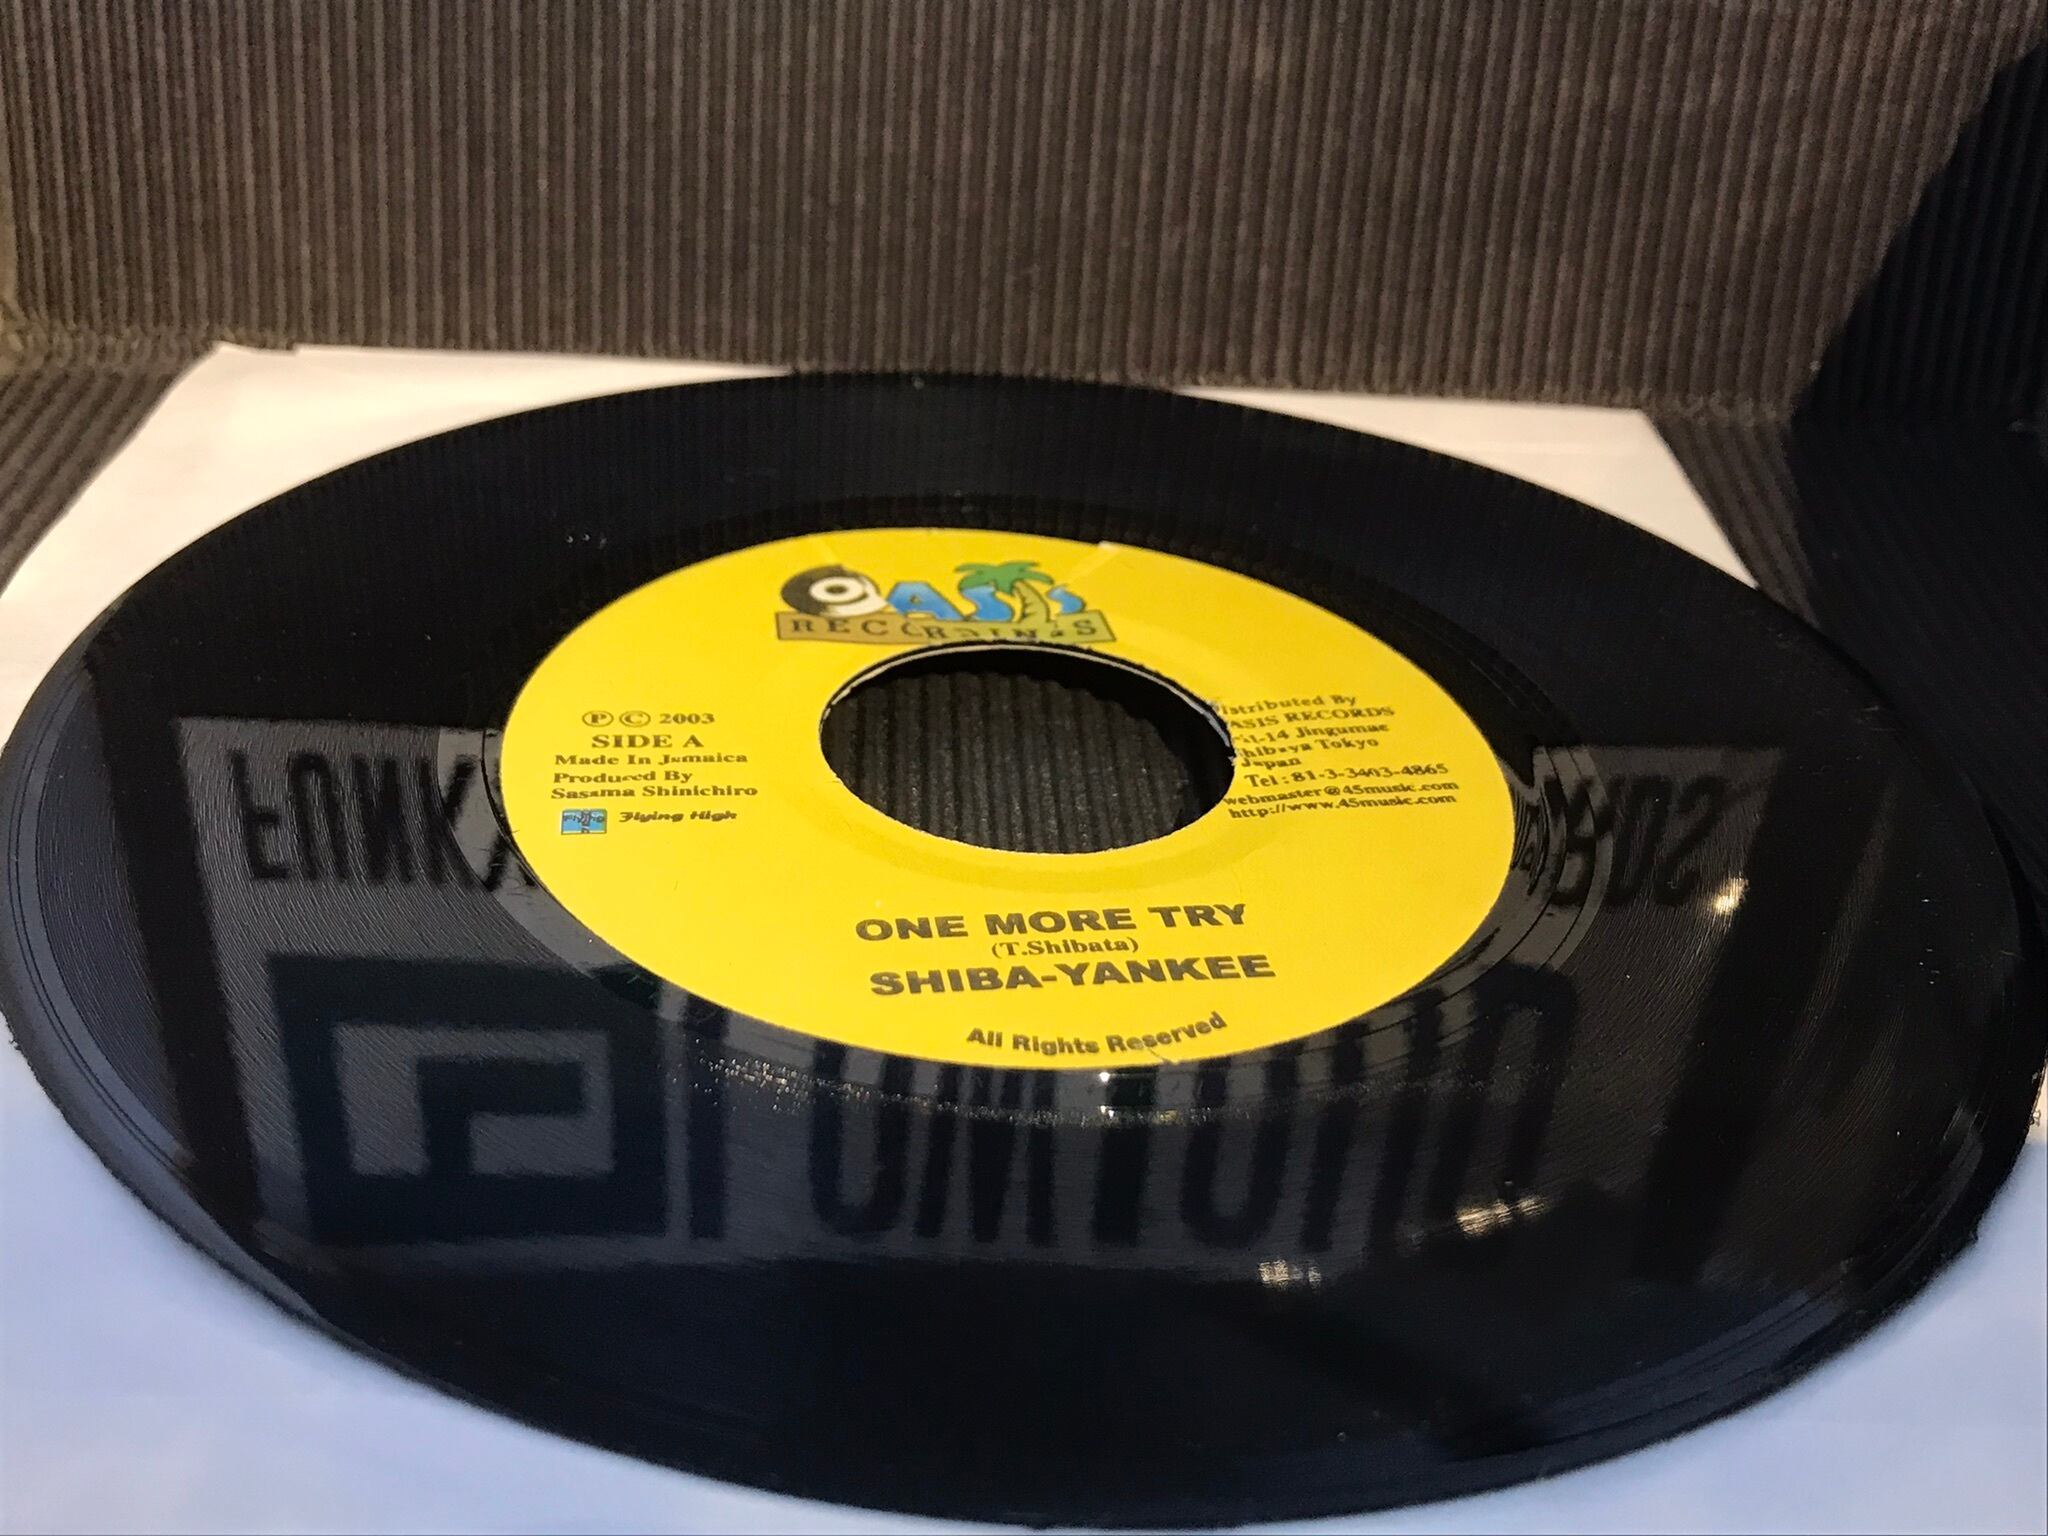 OASIS
RECORDINGS
Ⓟ © 2003
SIDE A
Made In Jamaica
Produced By
Sasama Shinichiro
Flying High
Distributed By
OASIS RECORDS
-14 Jingumae
Shibuya Tokyo
Japan
Tel : 81-3-3403-4865
webmaster@45music.com
http://www.45music.com
ONE MORE TRY
(T.Shibata)
SHIBA-YANKEE
All Rights Reserved